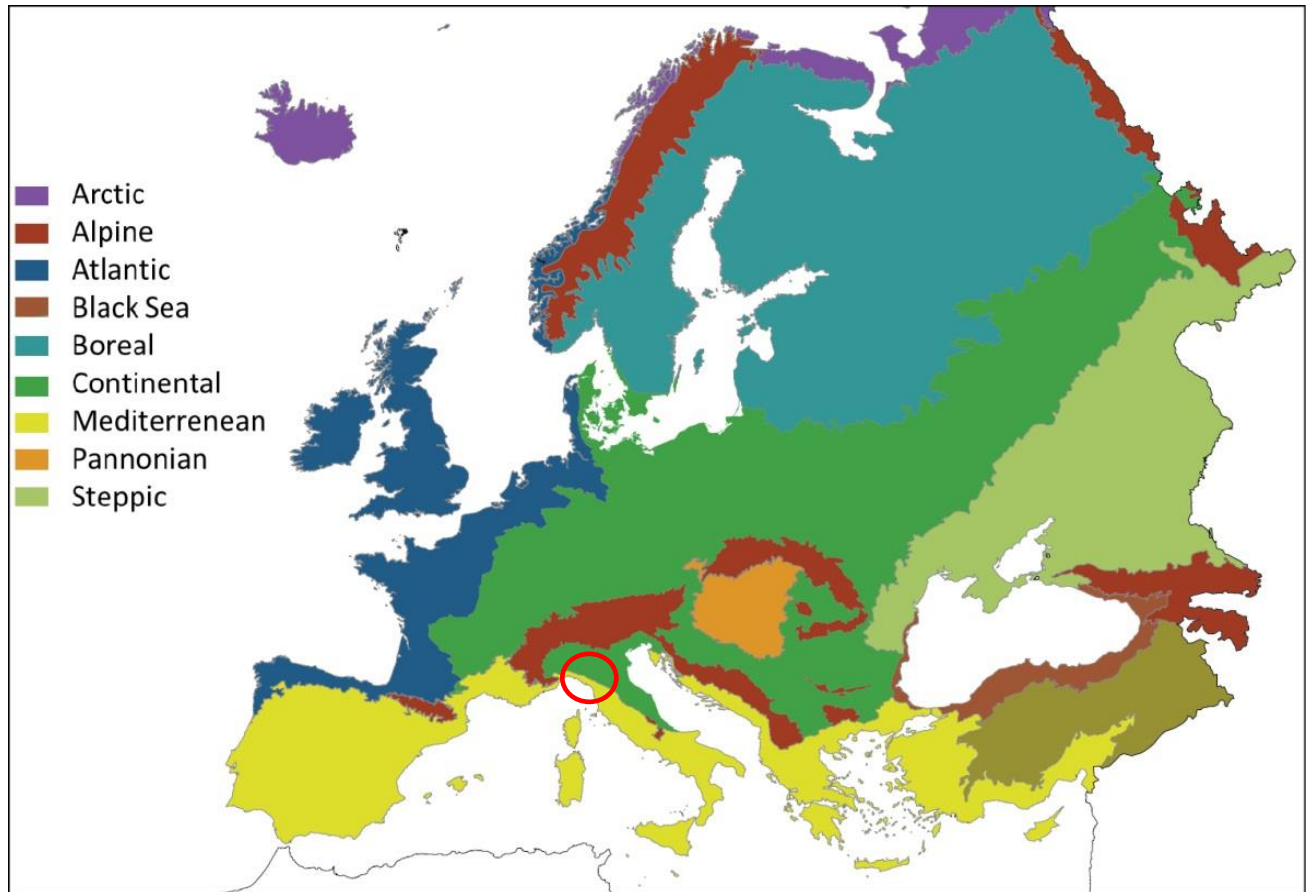 Arctic
Alpine
Atlantic
Black Sea
Boreal
Continental
Mediterrenean
Pannonian
Steppic